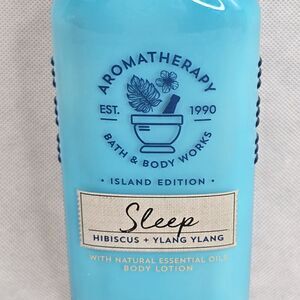 AROMATHERAPY
EST. 1990
BATH & BODY WORKS
• ISLAND EDITION •
Sleep
HIBISCUS + YLANG YLANG
WITH NATURAL ESSENTIAL OILS
BODY LOTION